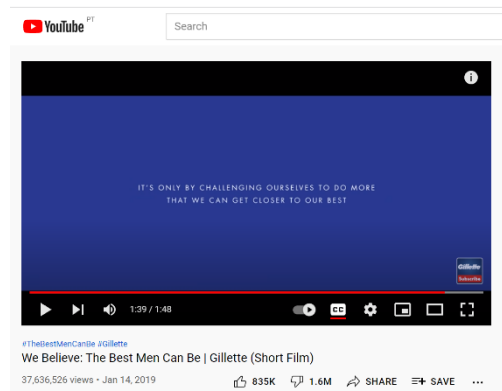 YouTube PT
Search
IT'S ONLY BY CHALLENGING OURSELVES TO DO MORE
THAT WE CAN GET CLOSER TO OUR BEST
Gillette
Subscribe
1:39 / 1:48
CC
#TheBestMenCanBe #Gillette
We Believe: The Best Men Can Be | Gillette (Short Film)
37,636,526 views • Jan 14, 2019
835K
1.6M
SHARE
SAVE